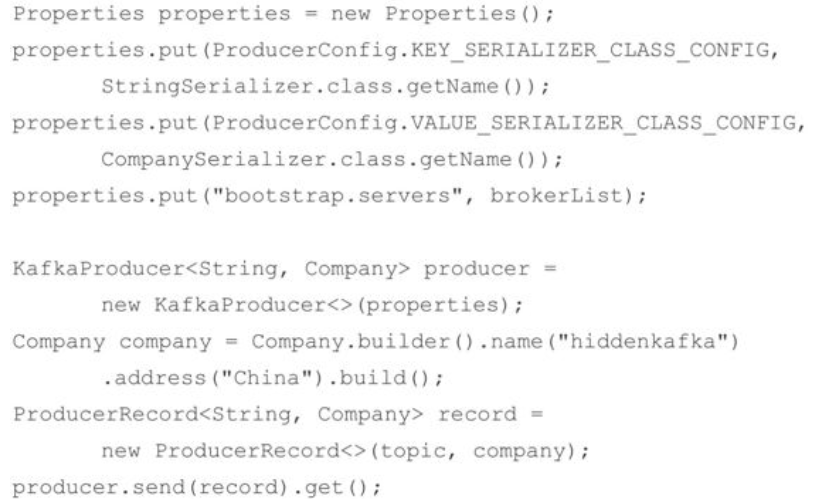 Properties properties = new Properties();
properties.put(ProducerConfig.KEY_SERIALIZER_CLASS_CONFIG,
        StringSerializer.class.getName());
properties.put(ProducerConfig.VALUE_SERIALIZER_CLASS_CONFIG,
        CompanySerializer.class.getName());
properties.put("bootstrap.servers", brokerList);

KafkaProducer<String, Company> producer =
        new KafkaProducer<>(properties);
Company company = Company.builder().name("hiddenkafka")
        .address("China").build();
ProducerRecord<String, Company> record =
        new ProducerRecord<>(topic, company);
producer.send(record).get();